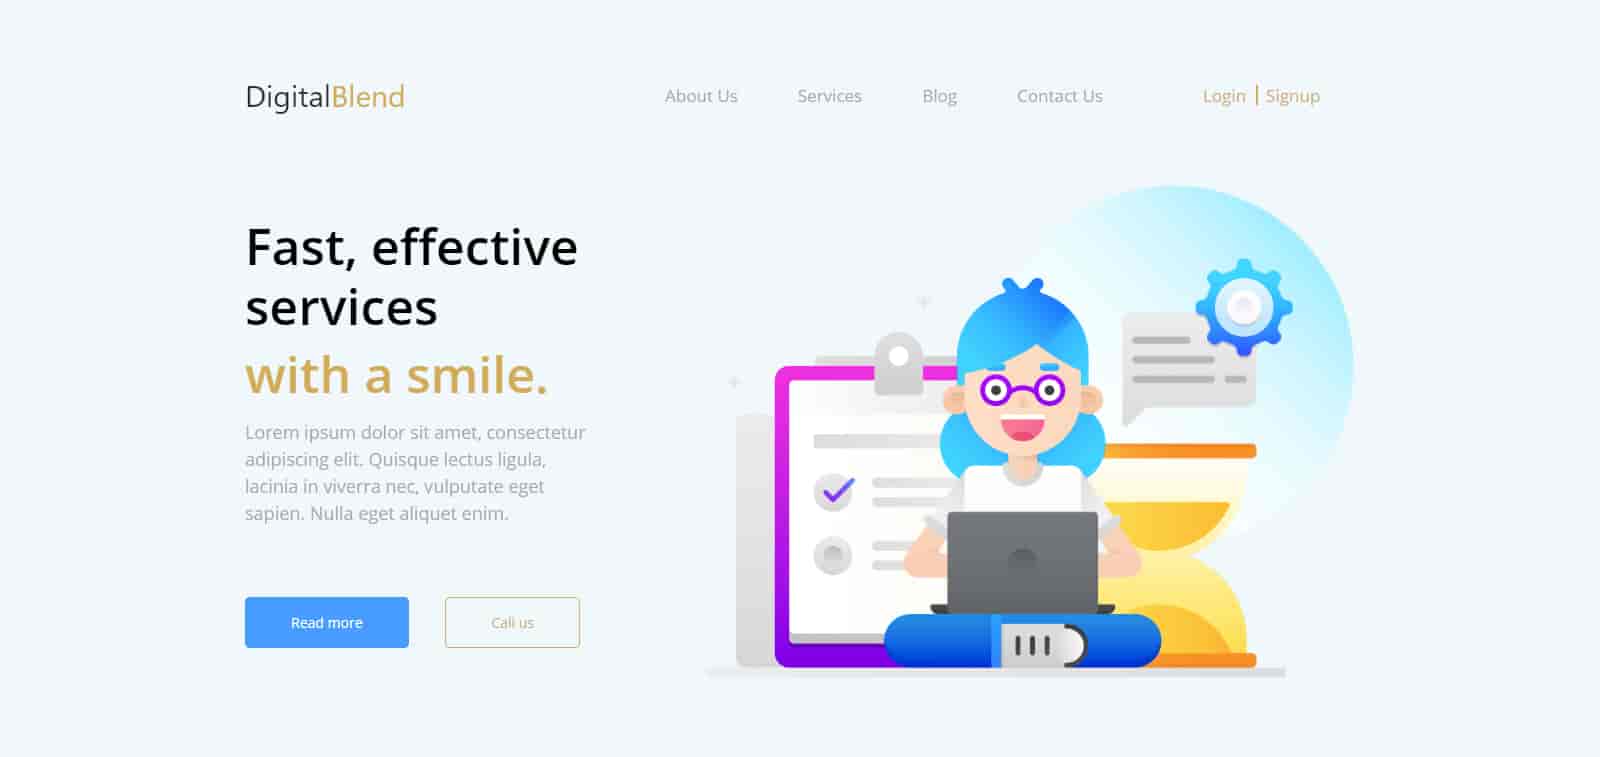 DigitalBlend
About Us
Services
Blog
Contact Us
Login | Signup
Fast, effective
services
with a smile.
Lorem ipsum dolor sit amet, consectetur
adipiscing elit. Quisque lectus ligula,
lacinia in viverra nec, vulputate eget
sapien. Nulla eget aliquet enim.
Read more
Call us